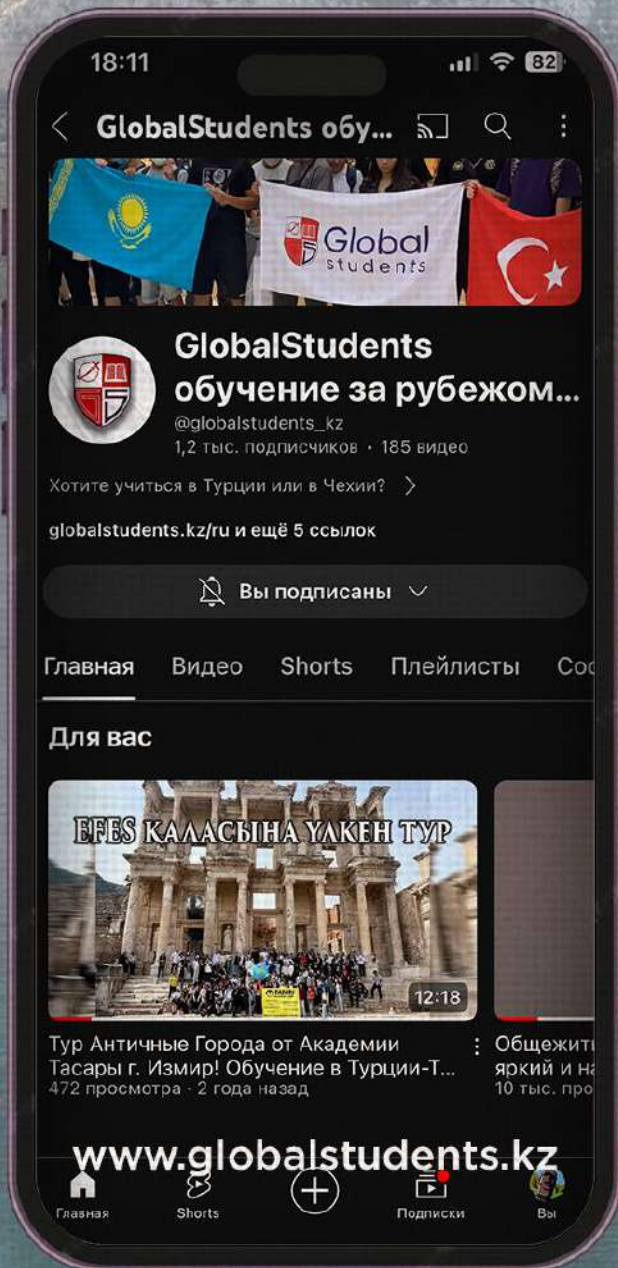 18:11
82
GlobalStudents обу...
Global
students
GlobalStudents
обучение за рубежом...
@globalstudents_kz
1,2 тыс. подписчиков · 185 видео
Хотите учиться в Турции или в Чехии?
globalstudents.kz/ru и ещё 5 ссылок
Вы подписаны
Главная Видео Shorts Плейлисты Соо
Для вас
EFES ҚАЛАСЫНА ҮЛКЕН ТУР
12:18
Тур Античные Города от Академии
Тасары г. Измир! Обучение в Турции-Т...
472 просмотра · 2 года назад
Общежити
яркий и на
10 тыс. про
www.globalstudents.kz
Главная Shorts Подписки Вы